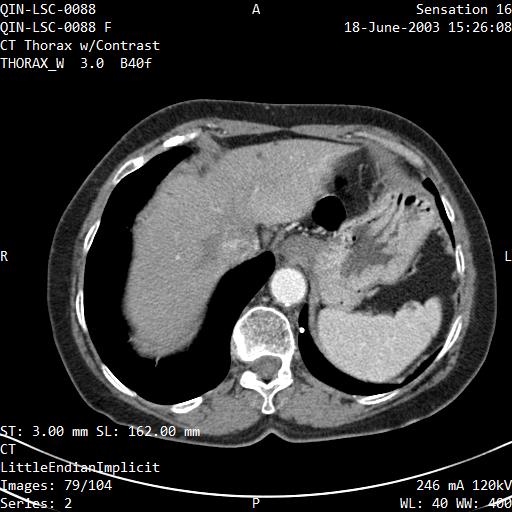 QIN-LSC-0088
A
Sensation 16
QIN-LSC-0088 F
18-June-2003 15:26:08
CT Thorax w/Contrast
THORAX_W 3.0 B40f
R
L
ST: 3.00 mm SL: 162.00 mm
CT
LittleEndianImplicit
Images: 79/104
246 mA 120kV
Series: 2
P
WL: 40 WW: 400